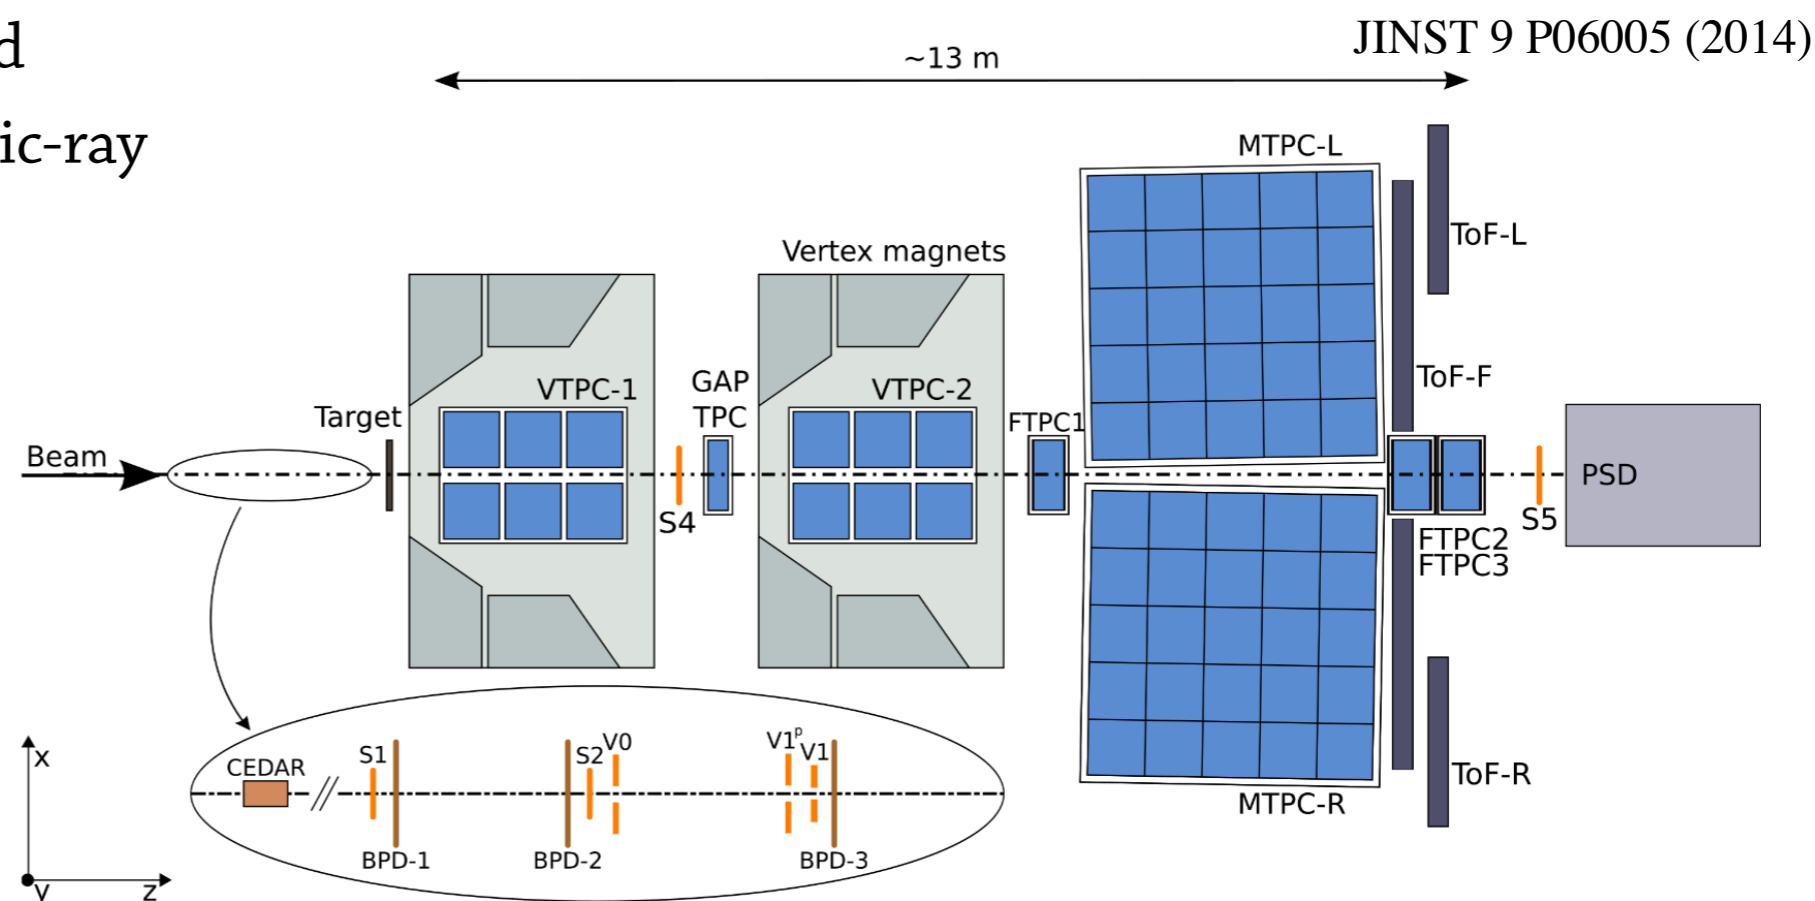 d
JINST 9 P06005 (2014)
~13 m
ic-ray
MTPC-L
ToF-L
Vertex magnets
VTPC-1
GAP
TPC
VTPC-2
ToF-F
Target
FTPC1
Beam
PSD
S4
S5
FTPC2
FTPC3
CEDAR
S1
S2
V0
V1p
V1
x
ToF-R
MTPC-R
BPD-1
BPD-2
BPD-3
y
z